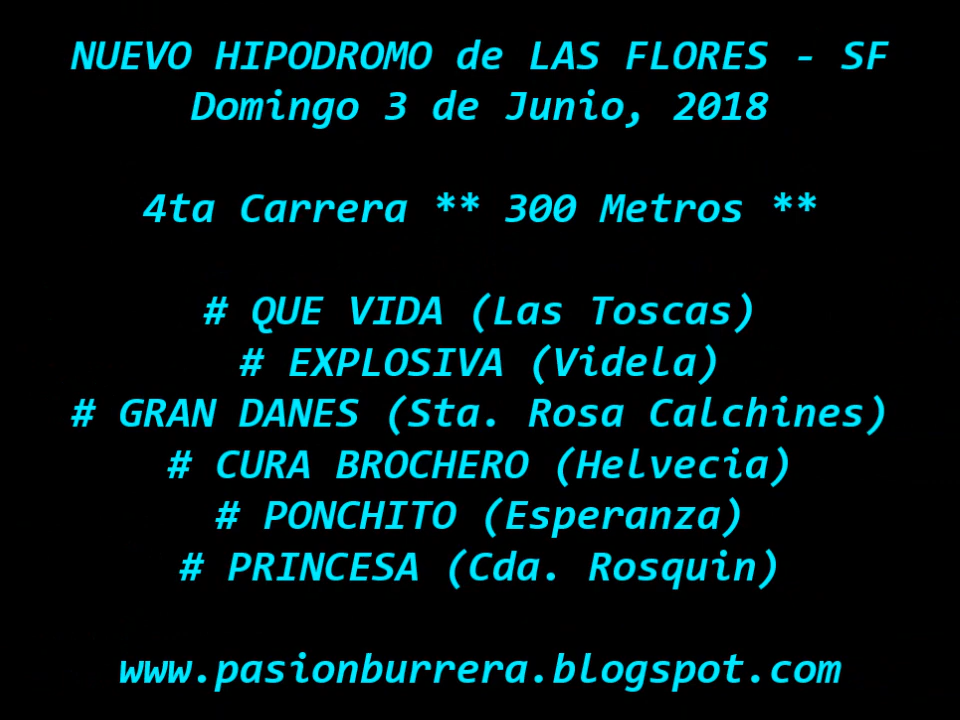 NUEVO HIPODROMO de LAS FLORES - SF
Domingo 3 de Junio, 2018
4ta Carrera ** 300 Metros **
# QUE VIDA (Las Toscas)
# EXPLOSIVA (Videla)
# GRAN DANES (Sta. Rosa Calchines)
# CURA BROCHERO (Helvecia)
# PONCHITO (Esperanza)
# PRINCESA (Cda. Rosquin)
www.pasionburrera.blogspot.com